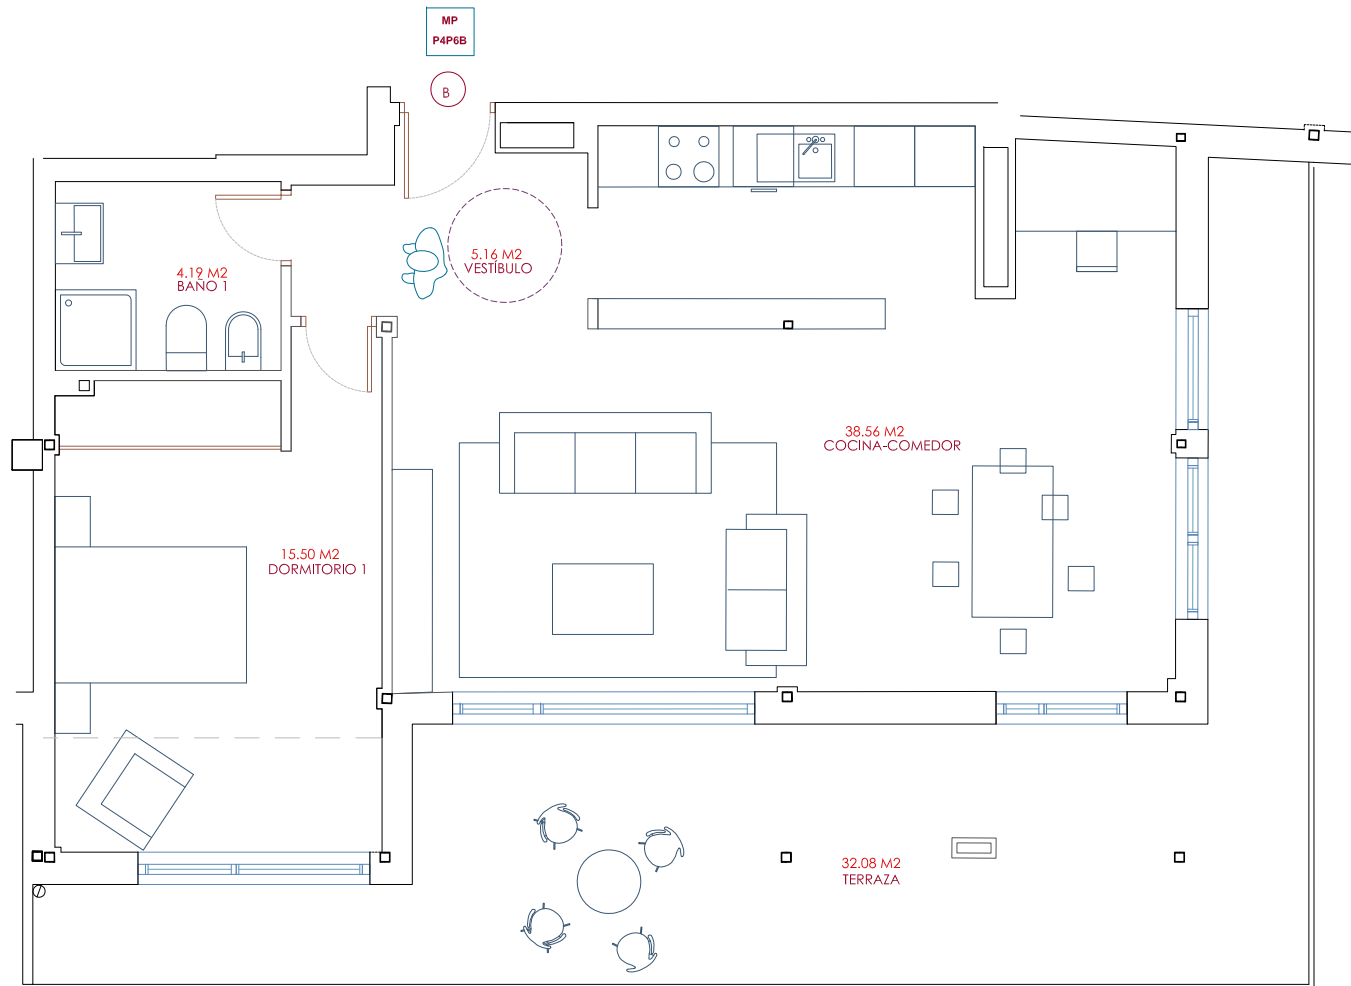 MP
P4P6B
B
5.16 M2
VESTÍBULO
4.19 M2
BAÑO 1
38.56 M2
COCINA-COMEDOR
15.50 M2
DORMITORIO 1
32.08 M2
TERRAZA